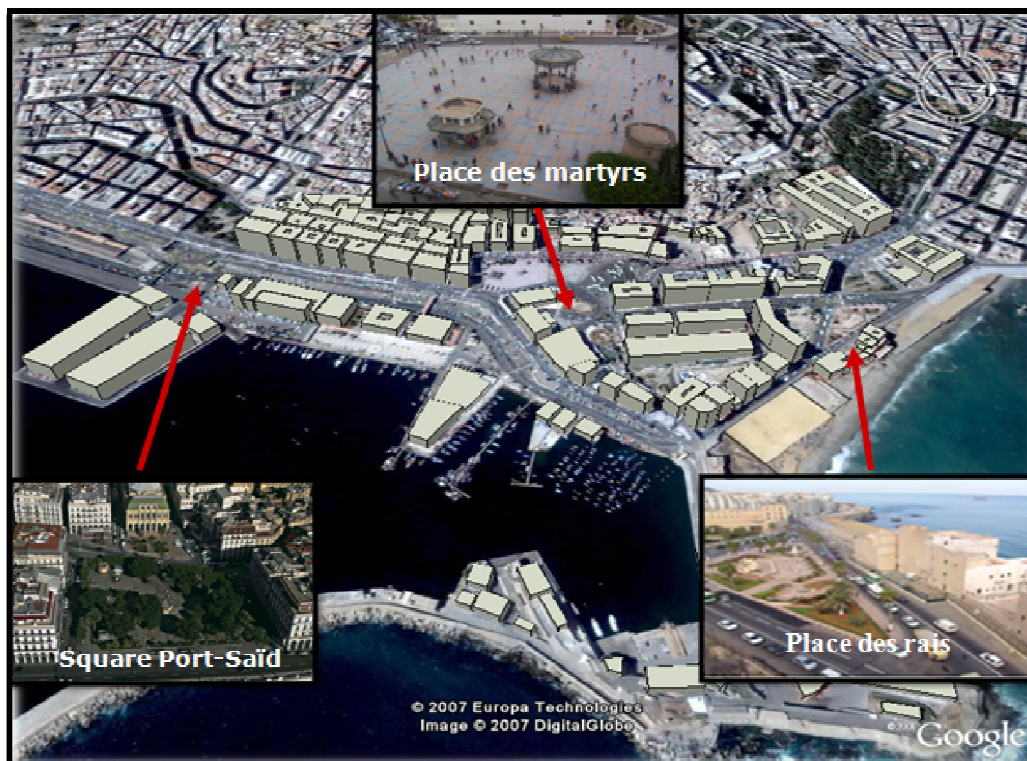 Place des martyrs
Square Port-Saïd
Place des rais
© 2007 Europa Technologies
Image © 2007 DigitalGlobe
Google